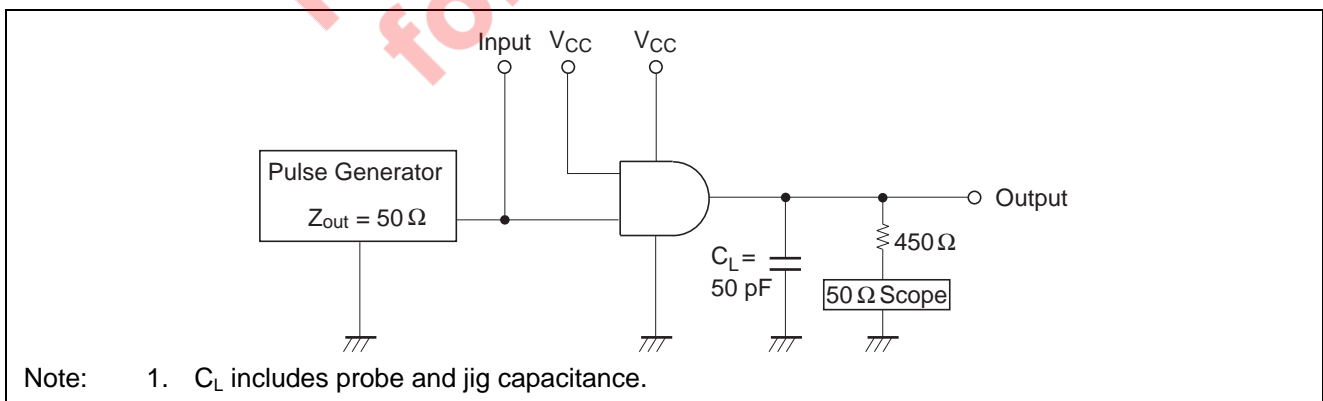 for
Input VCC VCC
Pulse Generator
Zout = 50 Ω
Output
450 Ω
CL =
50 pF
50 Ω Scope
Note: 1. CL includes probe and jig capacitance.